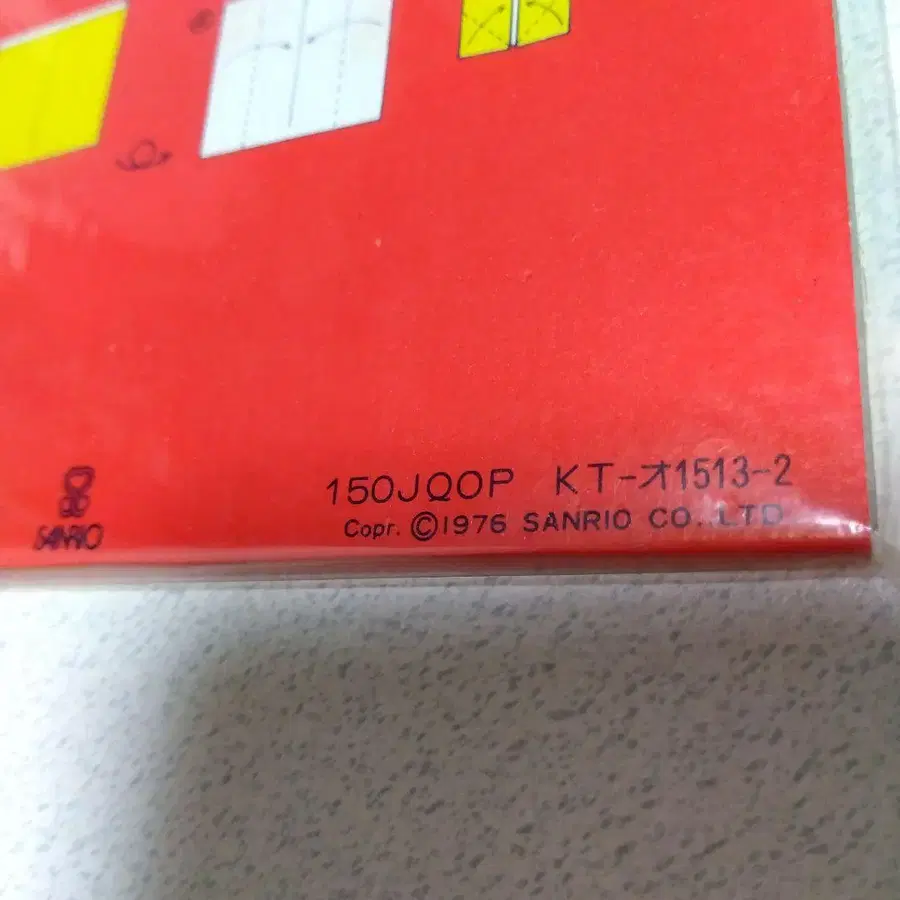 150JQOP KT-オ1513-2
Copr. ©1976 SANRIO CO., LTD.
SANRIO